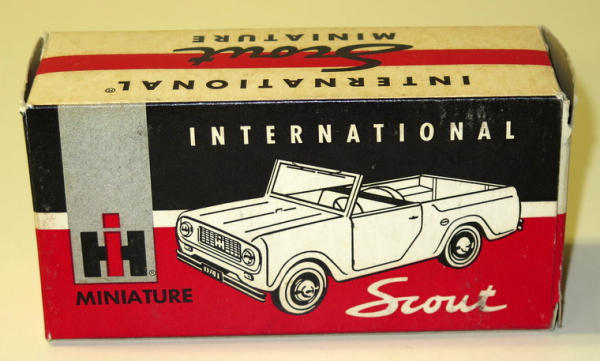 Scout
MINIATURE
INTERNATIONAL®
INTERNATIONAL
IH®
MINIATURE
Scout